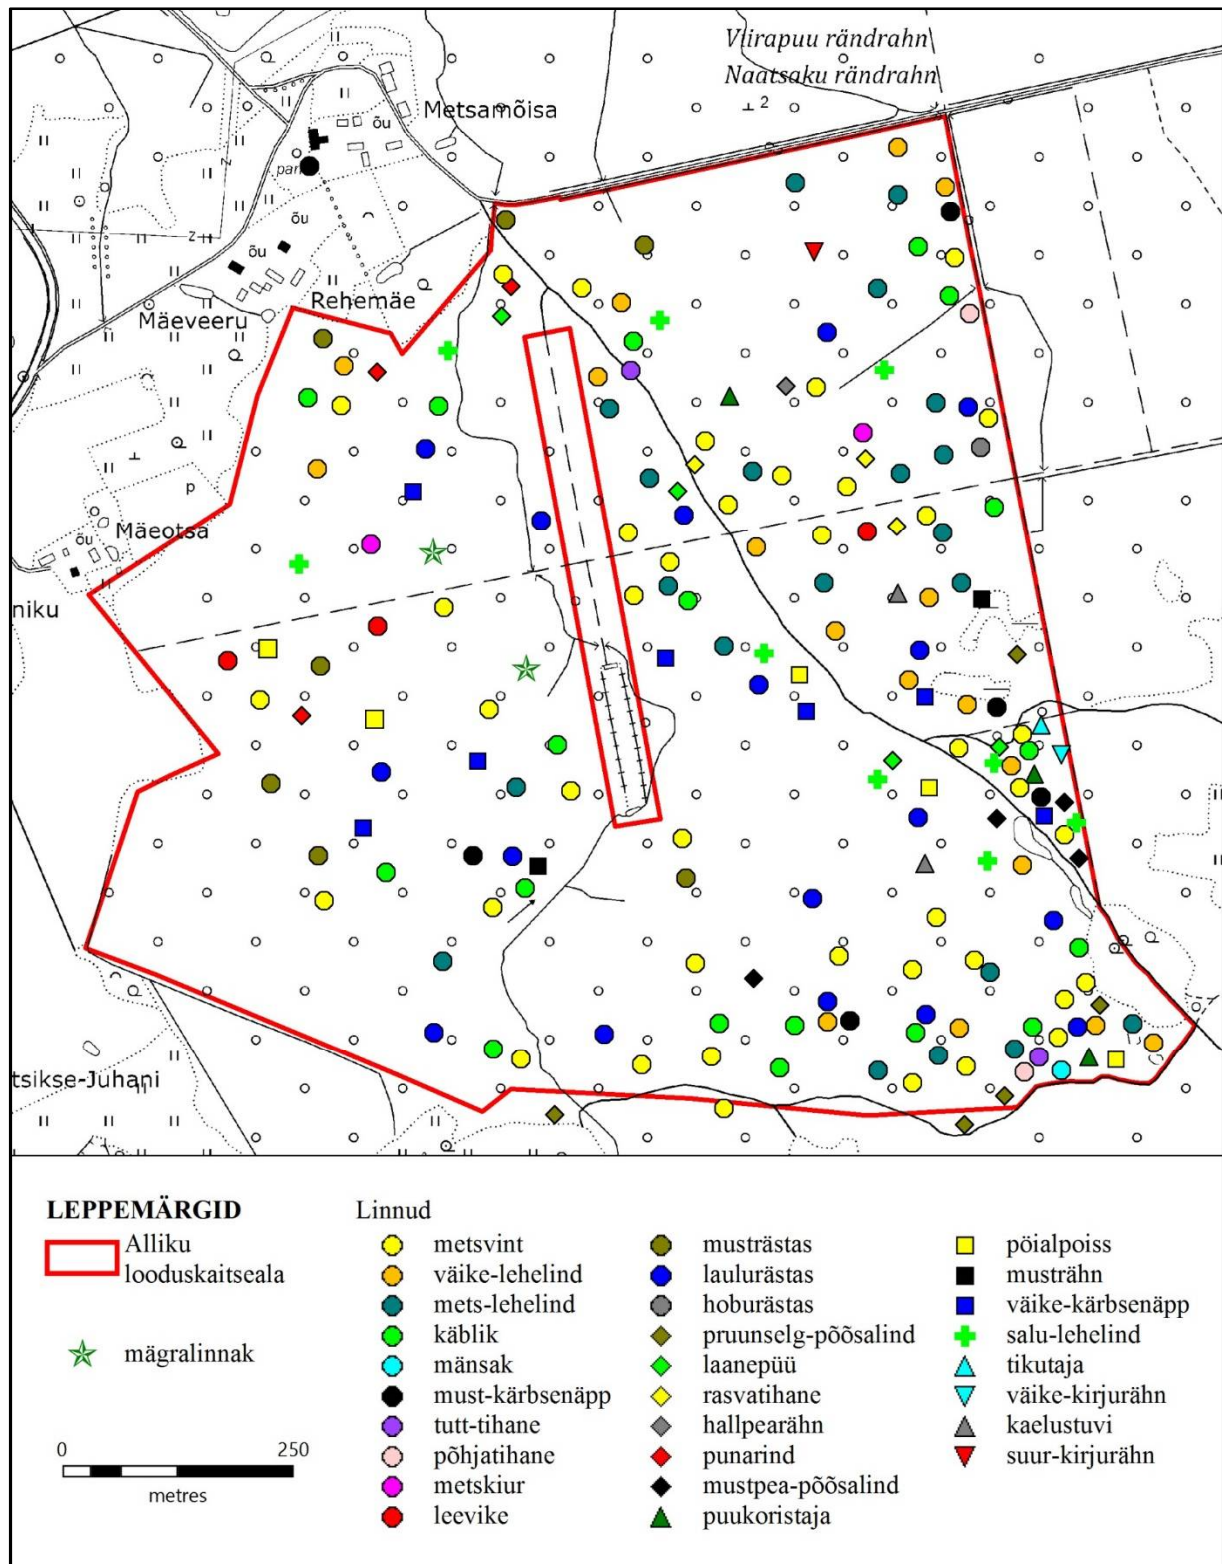 Viirapuu rändrahn
Naatsaku rändrahn
2
Metsamõisa
õu
park
õu
õu
Rehemäe
Mäeveeru
Mäeotsa
õu
niku
tsikse-Juhani
LEPPEMÄRGID
Alliku
looduskaitseala
mägralinnak
0 250
metres
Linnud
metsvint
väike-lehelind
mets-lehelind
käblik
mänsak
must-kärbsenäpp
tutt-tihane
põhjatihane
metskiur
leevike
musträstas
laulurästas
hoburästas
pruunselg-põõsalind
laanepüü
rasvatihane
hallpearähn
punarind
mustpea-põõsalind
puukoristaja
pöialpoiss
musträhn
väike-kärbsenäpp
salu-lehelind
tikutaja
väike-kirjurähn
kaelustuvi
suur-kirjurähn